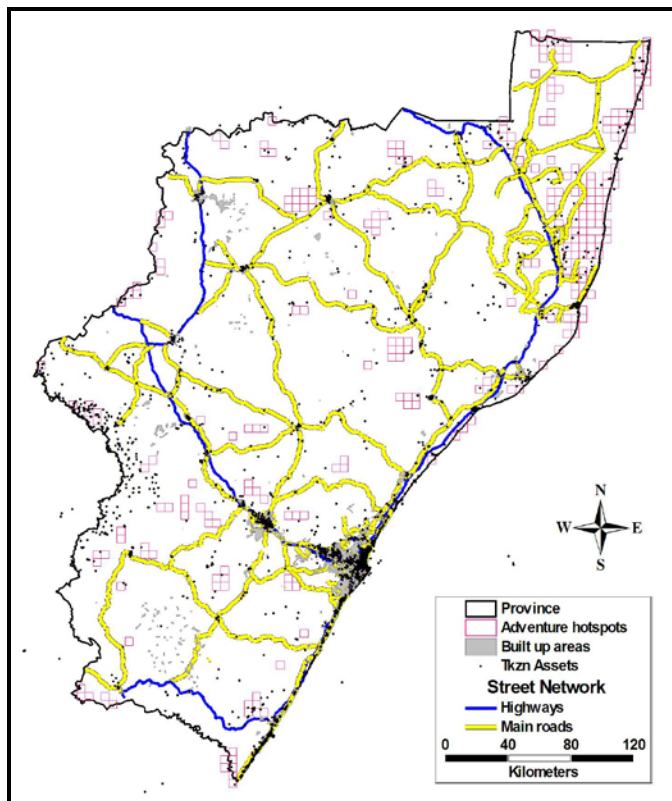 N
W E
S
Province
Adventure hotspots
Built up areas
Tkzn Assets
Street Network
Highways
Main roads
0 40 80 120
Kilometers